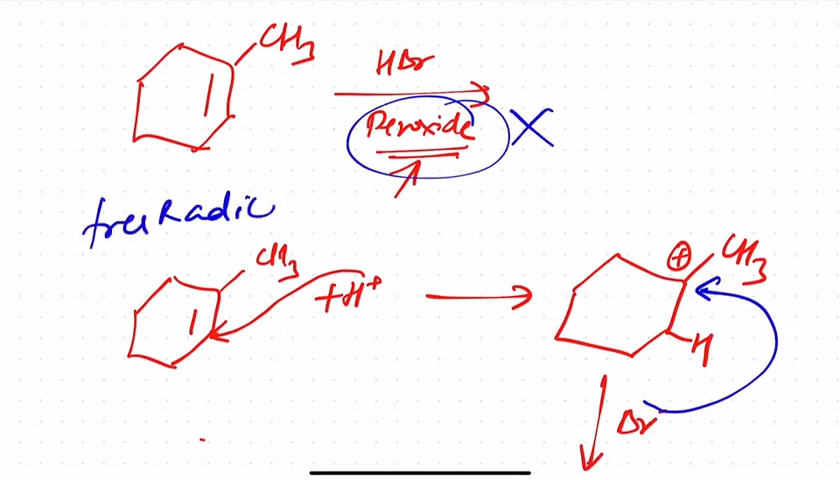 CH3
HBr
Peroxide
free Radic
CH3
+H+
+ CH3
H
Br